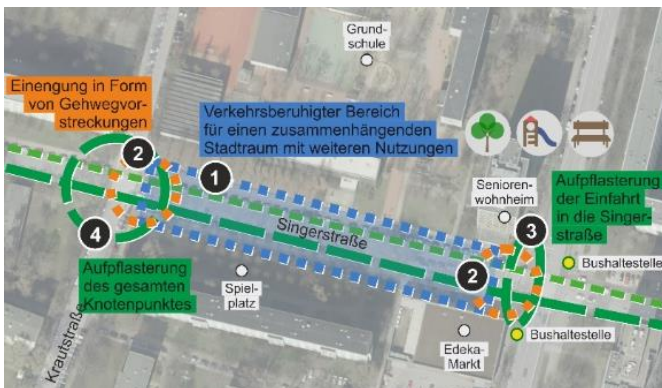 Grund-
schule
Einengung in Form
von Gehwegvor-
streckungen
Verkehrsberuhigter Bereich
für einen zusammenhängenden
Stadtraum mit weiteren Nutzungen
2
1
Senioren-
wohnheim
Aufpflasterung
der Einfahrt
in die Singer-
straße
3
4
Singerstraße
2
Bushaltestelle
Aufpflasterung
des gesamten
Knotenpunktes
Spiel-
platz
Krautstraße
Edeka-
Markt
Bushaltestelle